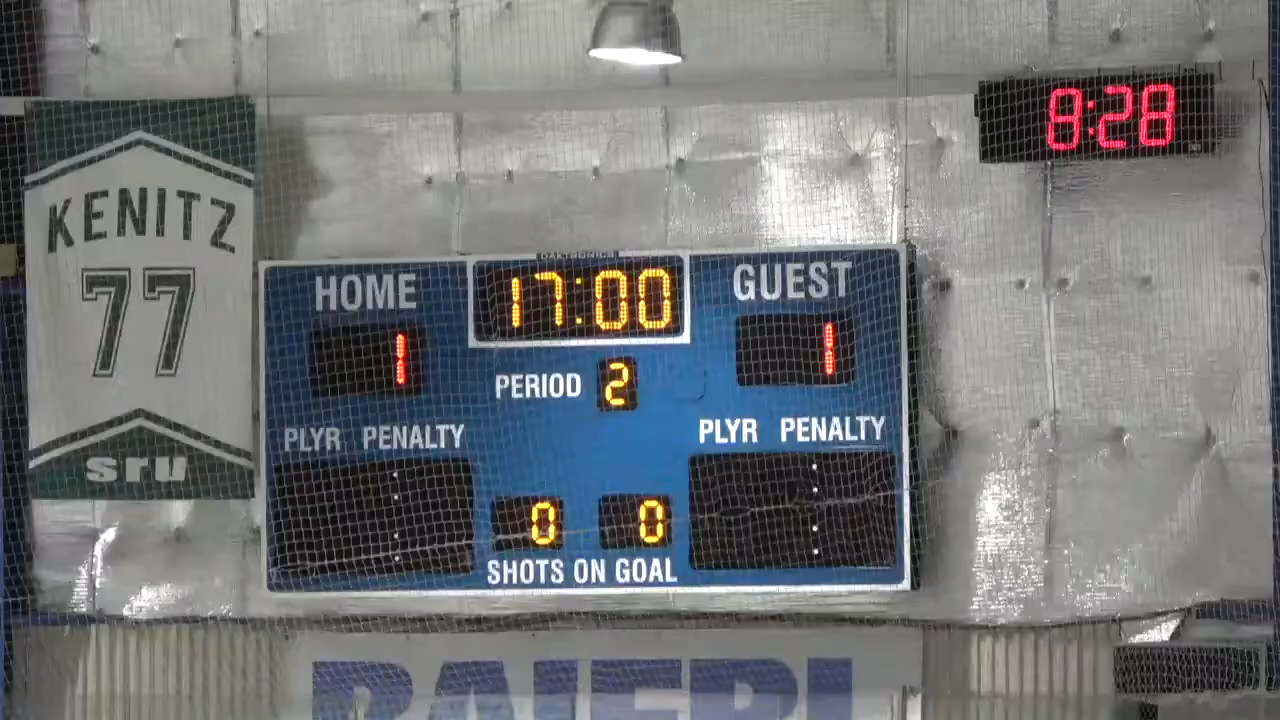 8:28
KENITZ
77
sru
DAKTRONICS
HOME
17:00
GUEST
1
1
PERIOD 2
PLYR PENALTY
PLYR PENALTY
0
0
SHOTS ON GOAL